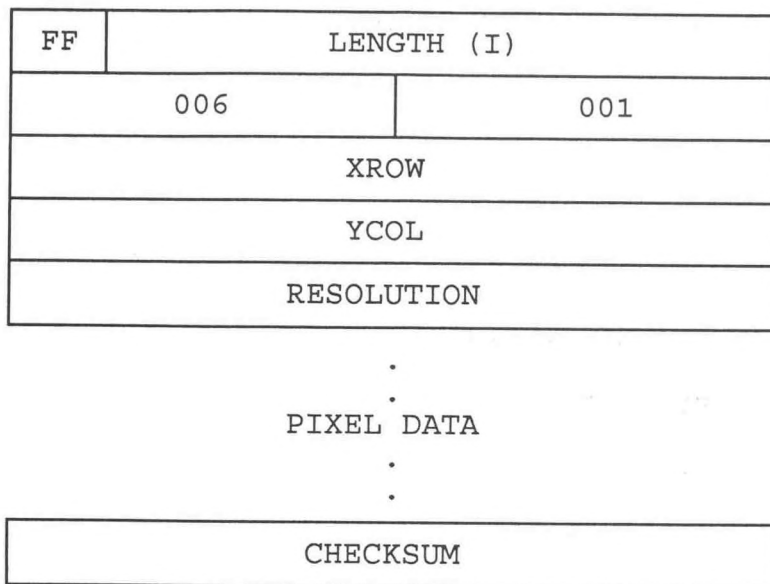 FF LENGTH (I)
006 001
XROW
YCOL
RESOLUTION
.
.
PIXEL DATA
.
.
CHECKSUM